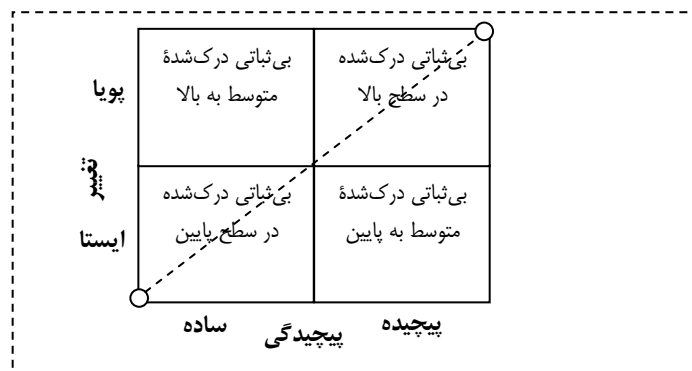 بی‌ثباتی درک‌شدهٔ
متوسط به بالا
بی‌ثباتی درک‌شده
در سطح بالا
پویا
تغییر
بی‌ثباتی درک‌شده
در سطح پایین
بی‌ثباتی درک‌شدهٔ
متوسط به پایین
ایستا
ساده
پیچیدگی
پیچیده